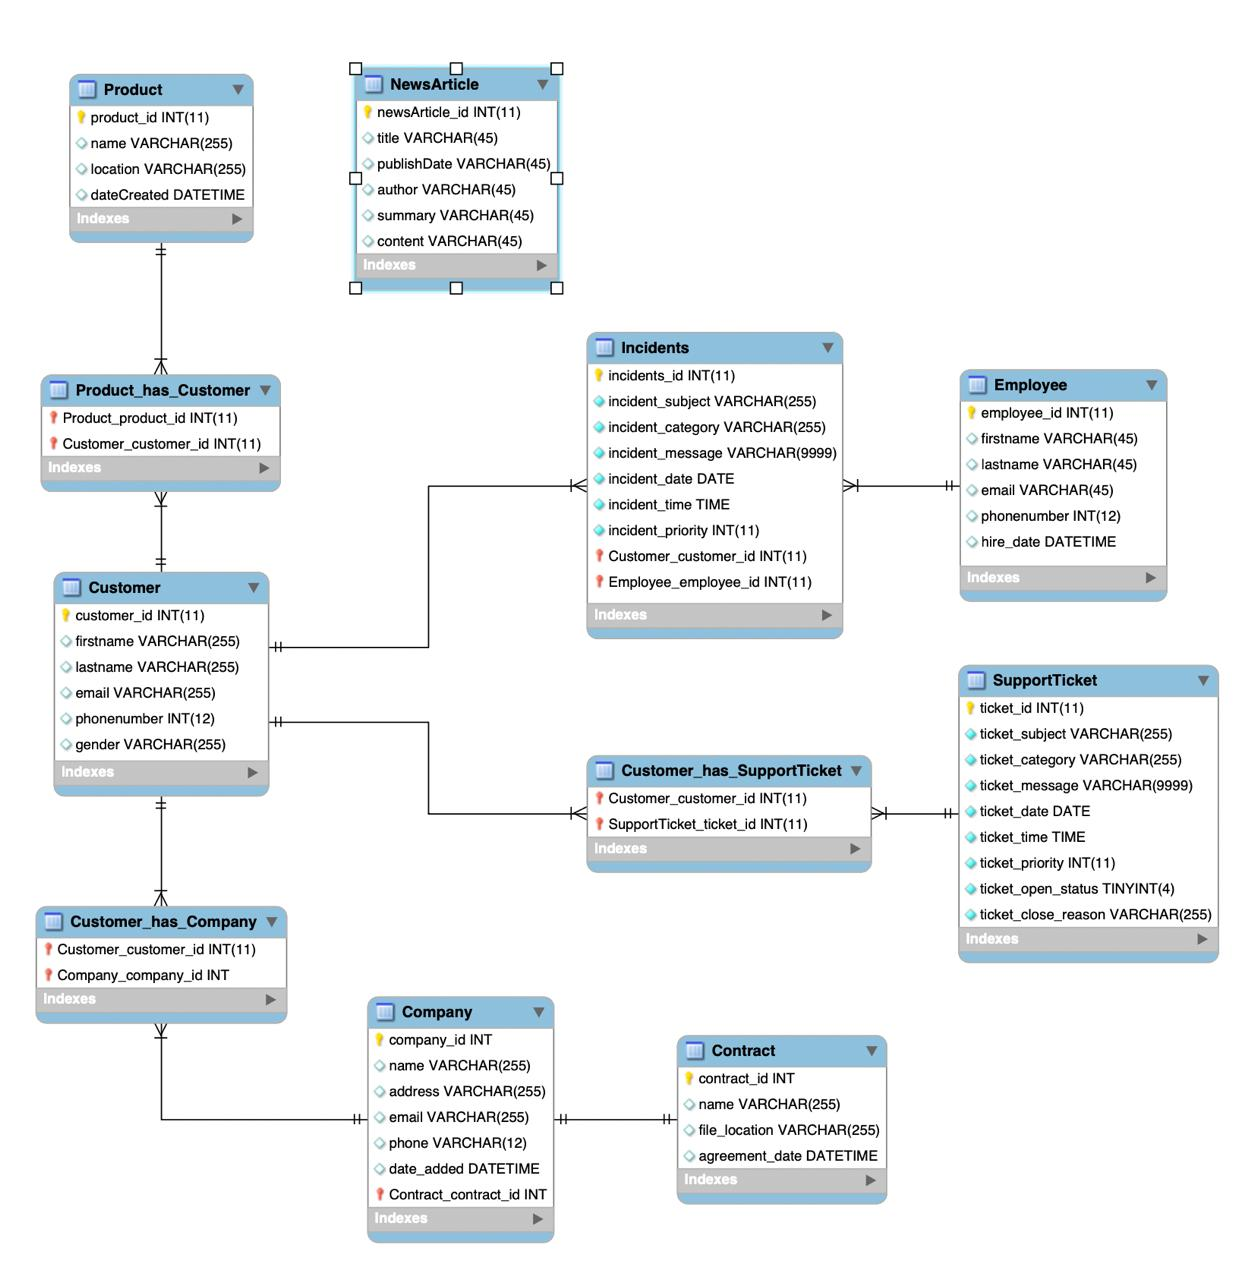 Product
product_id INT(11)
name VARCHAR(255)
location VARCHAR(255)
dateCreated DATETIME
Indexes
NewsArticle
newsArticle_id INT(11)
title VARCHAR(45)
publishDate VARCHAR(45)
author VARCHAR(45)
summary VARCHAR(45)
content VARCHAR(45)
Indexes
Product_has_Customer
Product_product_id INT(11)
Customer_customer_id INT(11)
Indexes
Incidents
incidents_id INT(11)
incident_subject VARCHAR(255)
incident_category VARCHAR(255)
incident_message VARCHAR(9999)
incident_date DATE
incident_time TIME
incident_priority INT(11)
Customer_customer_id INT(11)
Employee_employee_id INT(11)
Indexes
Employee
employee_id INT(11)
firstname VARCHAR(45)
lastname VARCHAR(45)
email VARCHAR(45)
phonenumber INT(12)
hire_date DATETIME
Indexes
Customer
customer_id INT(11)
firstname VARCHAR(255)
lastname VARCHAR(255)
email VARCHAR(255)
phonenumber INT(12)
gender VARCHAR(255)
Indexes
SupportTicket
ticket_id INT(11)
ticket_subject VARCHAR(255)
ticket_category VARCHAR(255)
ticket_message VARCHAR(9999)
ticket_date DATE
ticket_time TIME
ticket_priority INT(11)
ticket_open_status TINYINT(4)
ticket_close_reason VARCHAR(255)
Indexes
Customer_has_SupportTicket
Customer_customer_id INT(11)
SupportTicket_ticket_id INT(11)
Indexes
Customer_has_Company
Customer_customer_id INT(11)
Company_company_id INT
Indexes
Company
company_id INT
name VARCHAR(255)
address VARCHAR(255)
email VARCHAR(255)
phone VARCHAR(12)
date_added DATETIME
Contract_contract_id INT
Indexes
Contract
contract_id INT
name VARCHAR(255)
file_location VARCHAR(255)
agreement_date DATETIME
Indexes